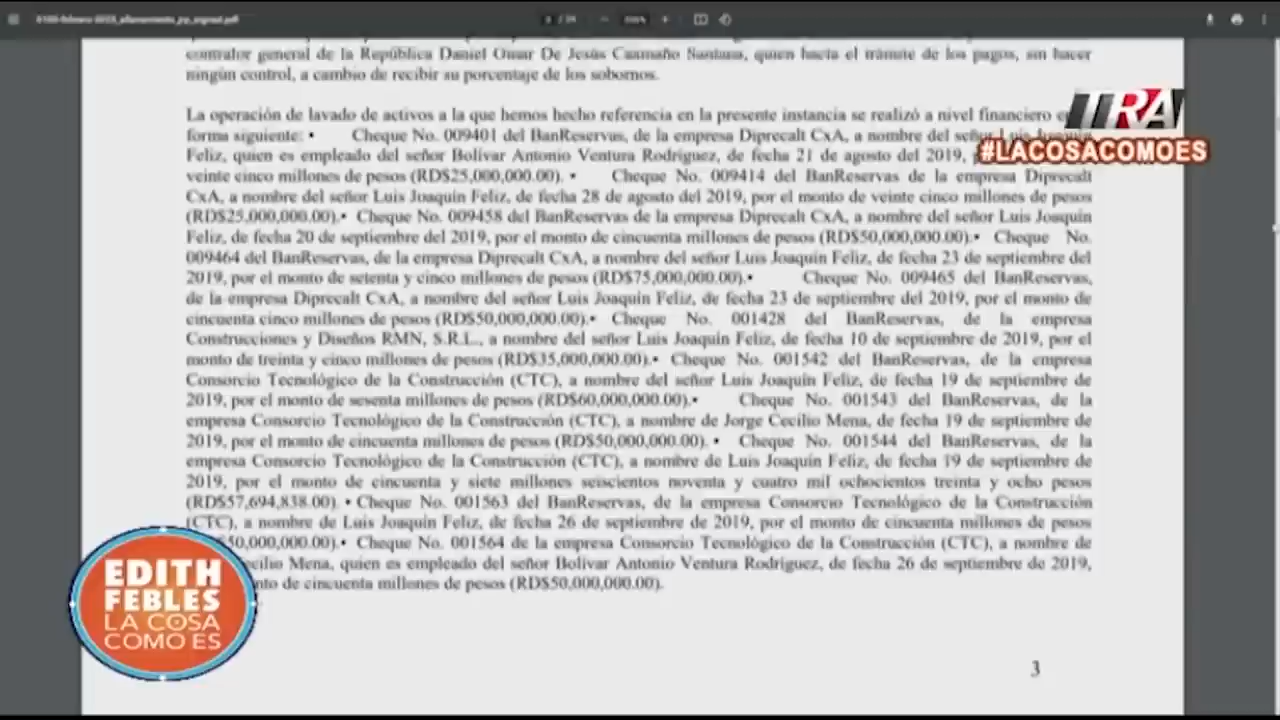 contralor general de la República Daniel Omar De Jesús Caamaño Santana, quien hacía el trámite de los pagos, sin hacer
ningún control, a cambio de recibir su porcentaje de los sobornos.
La operación de lavado de activos a la que hemos hecho referencia en la presente instancia se realizó a nivel financiero
forma siguiente: • Cheque No. 009401 del BanReservas, de la empresa Diprecalt CxA, a nombre del señor Luis Joaquín
Feliz, quien es empleado del señor Bolívar Antonio Ventura Rodríguez, de fecha 21 de agosto del 2019,
veinte cinco millones de pesos (RD$25,000,000.00). • Cheque No. 009414 del BanReservas de la empresa Diprecalt
CxA, a nombre del señor Luis Joaquín Feliz, de fecha 28 de agosto del 2019, por el monto de veinte cinco millones de pesos
(RD$25,000,000.00).• Cheque No. 009458 del BanReservas de la empresa Diprecalt CxA, a nombre del señor Luis Joaquín
Feliz, de fecha 20 de septiembre del 2019, por el monto de cincuenta millones de pesos (RD$50,000,000.00).• Cheque No.
009464 del BanReservas, de la empresa Diprecalt CxA, a nombre del señor Luis Joaquín Feliz, de fecha 23 de septiembre del
2019, por el monto de setenta y cinco millones de pesos (RD$75,000,000.00).• Cheque No. 009465 del BanReservas,
de la empresa Diprecalt CxA, a nombre del señor Luis Joaquín Feliz, de fecha 23 de septiembre del 2019, por el monto de
cincuenta cinco millones de pesos (RD$50,000,000.00).• Cheque No. 001428 del BanReservas, de la empresa
Construcciones y Diseños RMN, S.R.L., a nombre del señor Luis Joaquín Feliz, de fecha 10 de septiembre de 2019, por el
monto de treinta y cinco millones de pesos (RD$35,000,000.00).• Cheque No. 001542 del BanReservas, de la empresa
Consorcio Tecnológico de la Construcción (CTC), a nombre del señor Luis Joaquín Feliz, de fecha 19 de septiembre de
2019, por el monto de sesenta millones de pesos (RD$60,000,000.00).• Cheque No. 001543 del BanReservas, de la
empresa Consorcio Tecnológico de la Construcción (CTC), a nombre de Jorge Cecilio Mena, de fecha 19 de septiembre de
2019, por el monto de cincuenta millones de pesos (RD$50,000,000.00). • Cheque No. 001544 del BanReservas, de la
empresa Consorcio Tecnológico de la Construcción (CTC), a nombre de Luis Joaquín Feliz, de fecha 19 de septiembre de
2019, por el monto de cincuenta y siete millones seiscientos noventa y cuatro mil ochocientos treinta y ocho pesos
(RD$57,694,838.00). • Cheque No. 001563 del BanReservas, de la empresa Consorcio Tecnológico de la Construcción
(CTC), a nombre de Luis Joaquín Feliz, de fecha 26 de septiembre de 2019, por el monto de cincuenta millones de pesos
50,000,000.00).• Cheque No. 001564 de la empresa Consorcio Tecnológico de la Construcción (CTC), a nombre de
Mena, quien es empleado del señor Bolívar Antonio Ventura Rodríguez, de fecha 26 de septiembre de 2019,
de cincuenta millones de pesos (RD$50,000,000.00).
3
TRA
#LACOSACOMOES
EDITH
FEBLES
LA COSA
COMO ES